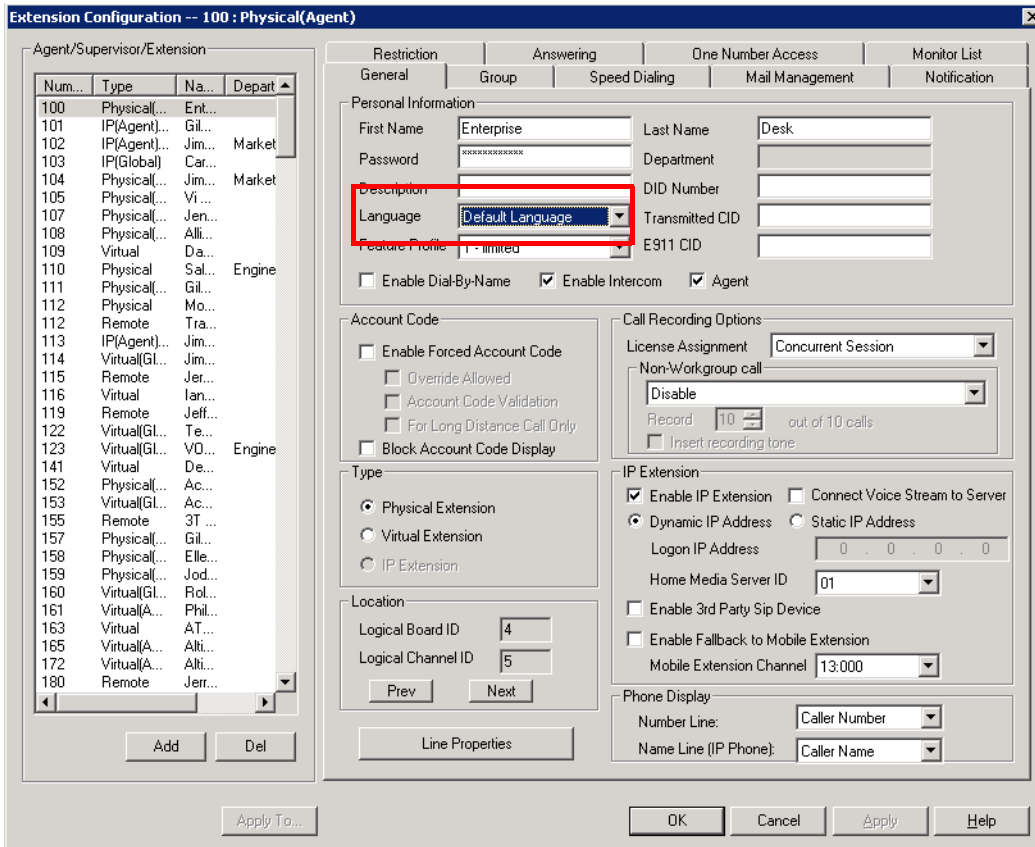 Extension Configuration -- 100 : Physical(Agent)
Agent/Supervisor/Extension
Num... Type Na... Depart
100 Physical(... Ent...
101 IP(Agent)... Gil...
102 IP(Agent)... Jim... Market
103 IP(Global) Car...
104 Physical(... Jim... Market
105 Physical(... Vi ...
107 Physical(... Jen...
108 Physical(... Alli...
109 Virtual Da...
110 Physical Sal... Engine
111 Physical(... Gil...
112 Physical Mo...
112 Remote Tra...
113 IP(Agent)... Jim...
114 Virtual(Gl... Jim...
115 Remote Jer...
116 Virtual Ian...
119 Remote Jeff...
122 Virtual(Gl... Te...
123 Virtual(Gl... VO... Engine
141 Virtual De...
152 Physical(... Ac...
153 Virtual(Gl... Ac...
155 Remote 3T ...
157 Physical(... Gil...
158 Physical(... Elle...
159 Physical(... Jod...
160 Virtual(Gl... Rol...
161 Virtual(A... Phil...
163 Virtual AT...
165 Virtual(A... Alti...
172 Virtual(A... Alti...
180 Remote Jerr...
Add Del
Restriction Answering One Number Access Monitor List
General Group Speed Dialing Mail Management Notification
Personal Information
First Name Enterprise Last Name Desk
Password ************ Department
Description DID Number
Language Default Language Transmitted CID
Feature Profile 1 - limited E911 CID
Enable Dial-By-Name Enable Intercom Agent
Account Code
Enable Forced Account Code
Override Allowed
Account Code Validation
For Long Distance Call Only
Block Account Code Display
Call Recording Options
License Assignment Concurrent Session
Non-Workgroup call
Disable
Record 10 out of 10 calls
Insert recording tone
Type
Physical Extension
Virtual Extension
IP Extension
IP Extension
Enable IP Extension Connect Voice Stream to Server
Dynamic IP Address Static IP Address
Logon IP Address 0 . 0 . 0 . 0
Home Media Server ID 01
Enable 3rd Party Sip Device
Enable Fallback to Mobile Extension
Mobile Extension Channel 13:000
Location
Logical Board ID 4
Logical Channel ID 5
Prev Next
Line Properties
Phone Display
Number Line: Caller Number
Name Line (IP Phone): Caller Name
Apply To... OK Cancel Apply Help